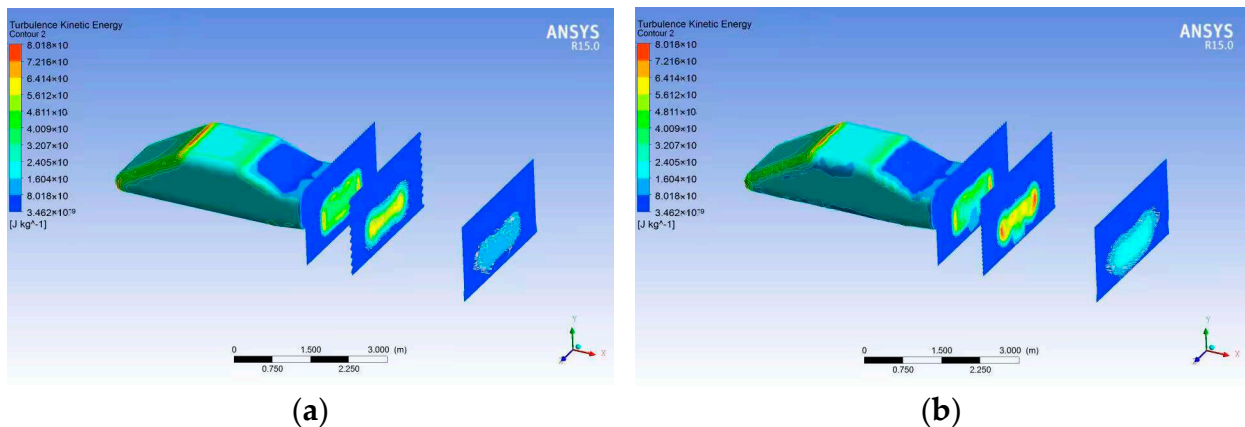 Turbulence Kinetic Energy
Contour 2
8.018×10
7.216×10
6.414×10
5.612×10
4.811×10
4.009×10
3.207×10
2.405×10
1.604×10
8.018×10
3.462×10⁻¹⁹
[J kg^-1]
ANSYS
R15.0
0 1.500 3.000 (m)
0.750 2.250
Y
X
Z
(a)
Turbulence Kinetic Energy
Contour 2
8.018×10
7.216×10
6.414×10
5.612×10
4.811×10
4.009×10
3.207×10
2.405×10
1.604×10
8.018×10
3.462×10⁻¹⁹
[J kg^-1]
ANSYS
R15.0
0 1.500 3.000 (m)
0.750 2.250
Y
X
Z
(b)